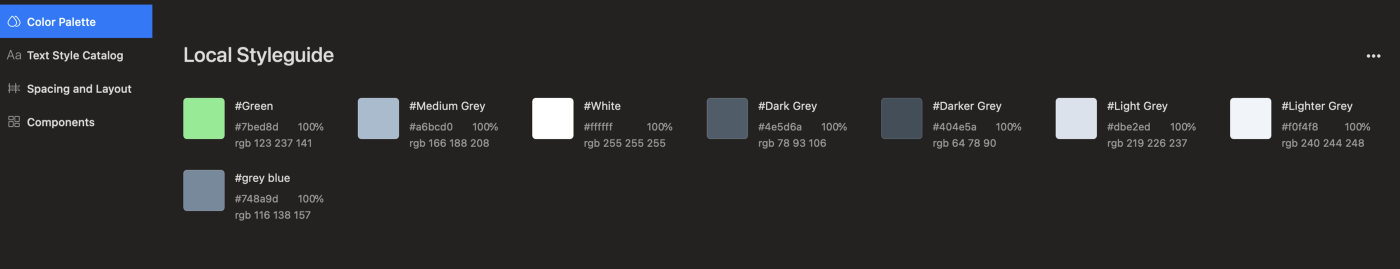 Color Palette
Aa Text Style Catalog
Spacing and Layout
Components
Local Styleguide
#Green
#7bed8d 100%
rgb 123 237 141
#Medium Grey
#a6bcd0 100%
rgb 166 188 208
#White
#ffffff 100%
rgb 255 255 255
#Dark Grey
#4e5d6a 100%
rgb 78 93 106
#Darker Grey
#404e5a 100%
rgb 64 78 90
#Light Grey
#dbe2ed 100%
rgb 219 226 237
#Lighter Grey
#f0f4f8 100%
rgb 240 244 248
#grey blue
#748a9d 100%
rgb 116 138 157